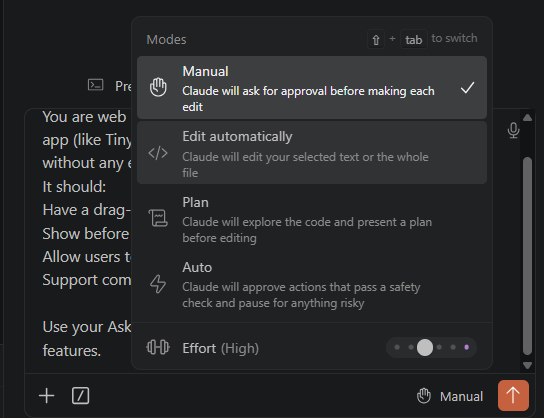 Modes
⇧ + tab to switch
Manual
Claude will ask for approval before making each
edit
Edit automatically
Claude will edit your selected text or the whole
file
Plan
Claude will explore the code and present a plan
before editing
Auto
Claude will approve actions that pass a safety
check and pause for anything risky
Effort (High)
Pre
You are web
app (like Tiny
without any e
It should:
Have a drag-
Show before
Allow users t
Support com
Use your Ask
features.
Manual